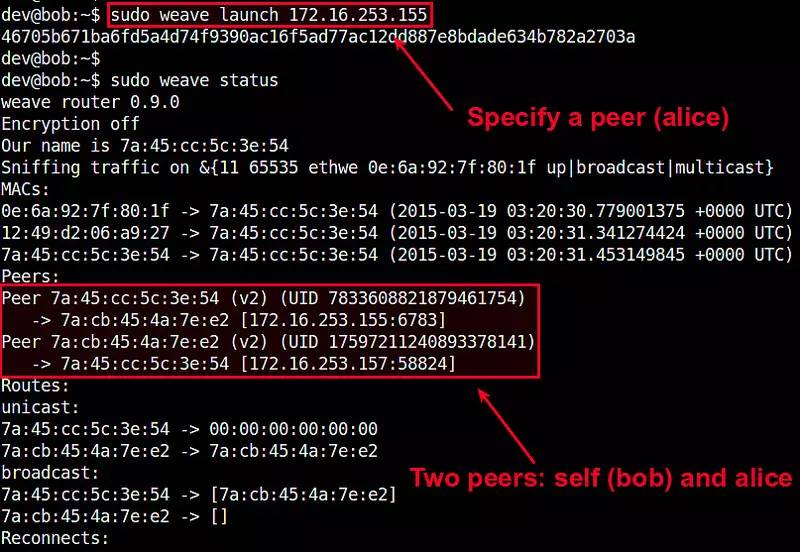 dev@bob:~$ sudo weave launch 172.16.253.155
46705b671ba6fd5a4d74f9390ac16f5ad77ac12dd887e8bdade634b782a2703a
dev@bob:~$
dev@bob:~$ sudo weave status
weave router 0.9.0
Specify a peer (alice)
Encryption off
Our name is 7a:45:cc:5c:3e:54
Sniffing traffic on &{11 65535 ethwe 0e:6a:92:7f:80:1f up|broadcast|multicast}
MACs:
0e:6a:92:7f:80:1f -> 7a:45:cc:5c:3e:54 (2015-03-19 03:20:30.779001375 +0000 UTC)
12:49:d2:06:a9:27 -> 7a:45:cc:5c:3e:54 (2015-03-19 03:20:31.341274424 +0000 UTC)
7a:45:cc:5c:3e:54 -> 7a:45:cc:5c:3e:54 (2015-03-19 03:20:31.453149845 +0000 UTC)
Peers:
Peer 7a:45:cc:5c:3e:54 (v2) (UID 7833608821879461754)
-> 7a:cb:45:4a:7e:e2 [172.16.253.155:6783]
Peer 7a:cb:45:4a:7e:e2 (v2) (UID 17597211240893378141)
-> 7a:45:cc:5c:3e:54 [172.16.253.157:58824]
Routes:
unicast:
7a:45:cc:5c:3e:54 -> 00:00:00:00:00:00
7a:cb:45:4a:7e:e2 -> 7a:cb:45:4a:7e:e2
broadcast:
Two peers: self (bob) and alice
7a:45:cc:5c:3e:54 -> [7a:cb:45:4a:7e:e2]
7a:cb:45:4a:7e:e2 -> []
Reconnects: